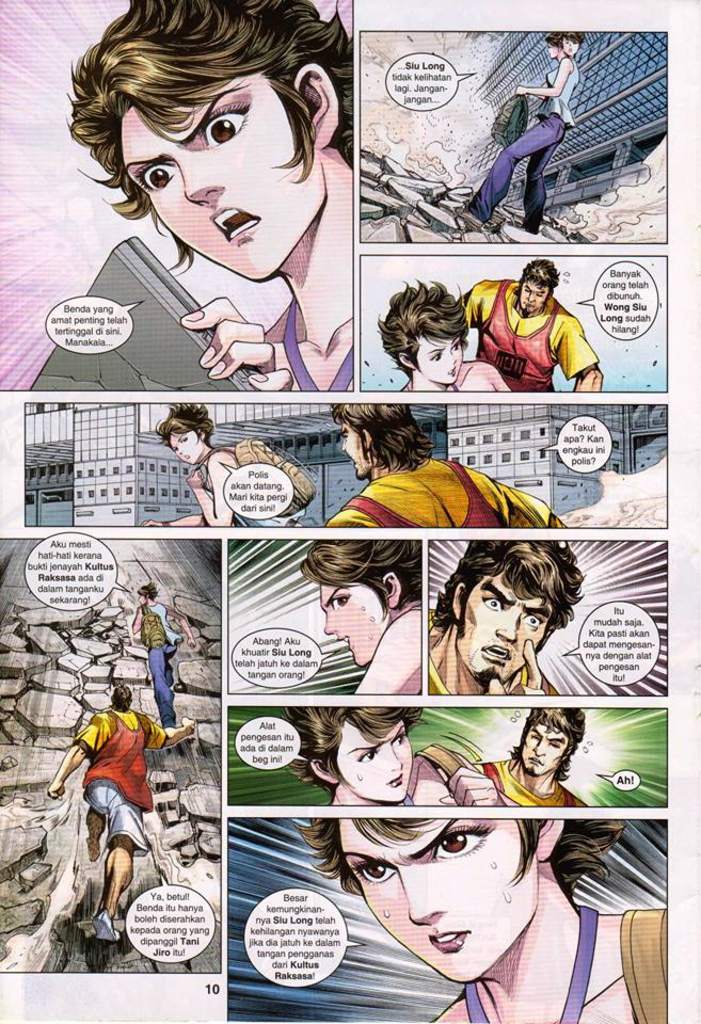 Benda yang
amat penting telah
tertinggal di sini.
Manakala...
...Siu Long
tidak kelihatan
lagi. Jangan-
jangan...
Banyak
orang telah
dibunuh.
Wong Siu
Long sudah
hilang!
Polis
akan datang.
Mari kita pergi
dari sini!
Takut
apa? Kan
engkau ini
polis?
Aku mesti
hati-hati kerana
bukti jenayah Kultus
Raksasa ada di
dalam tanganku
sekarang!
Ya, betul!
Benda itu hanya
boleh diserahkan
kepada orang yang
dipanggil Tani
Jiro itu!
Abang! Aku
khuatir Siu Long
telah jatuh ke dalam
tangan orang!
Itu
mudah saja.
Kita pasti akan
dapat mengesan-
nya dengan alat
pengesan
itu!
Alat
pengesan itu
ada di dalam
beg ini!
Ah!
Besar
kemungkinan-
nya Siu Long telah
kehilangan nyawanya
jika dia jatuh ke dalam
tangan pengganas
dari Kultus
Raksasa!
10